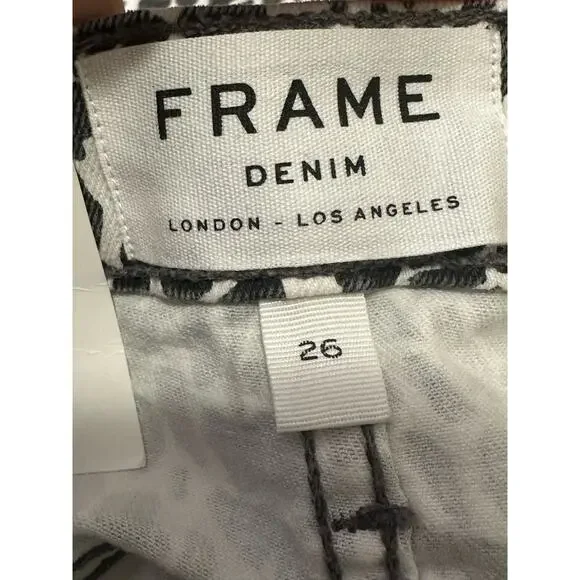 FRAME
DENIM
LONDON - LOS ANGELES
26